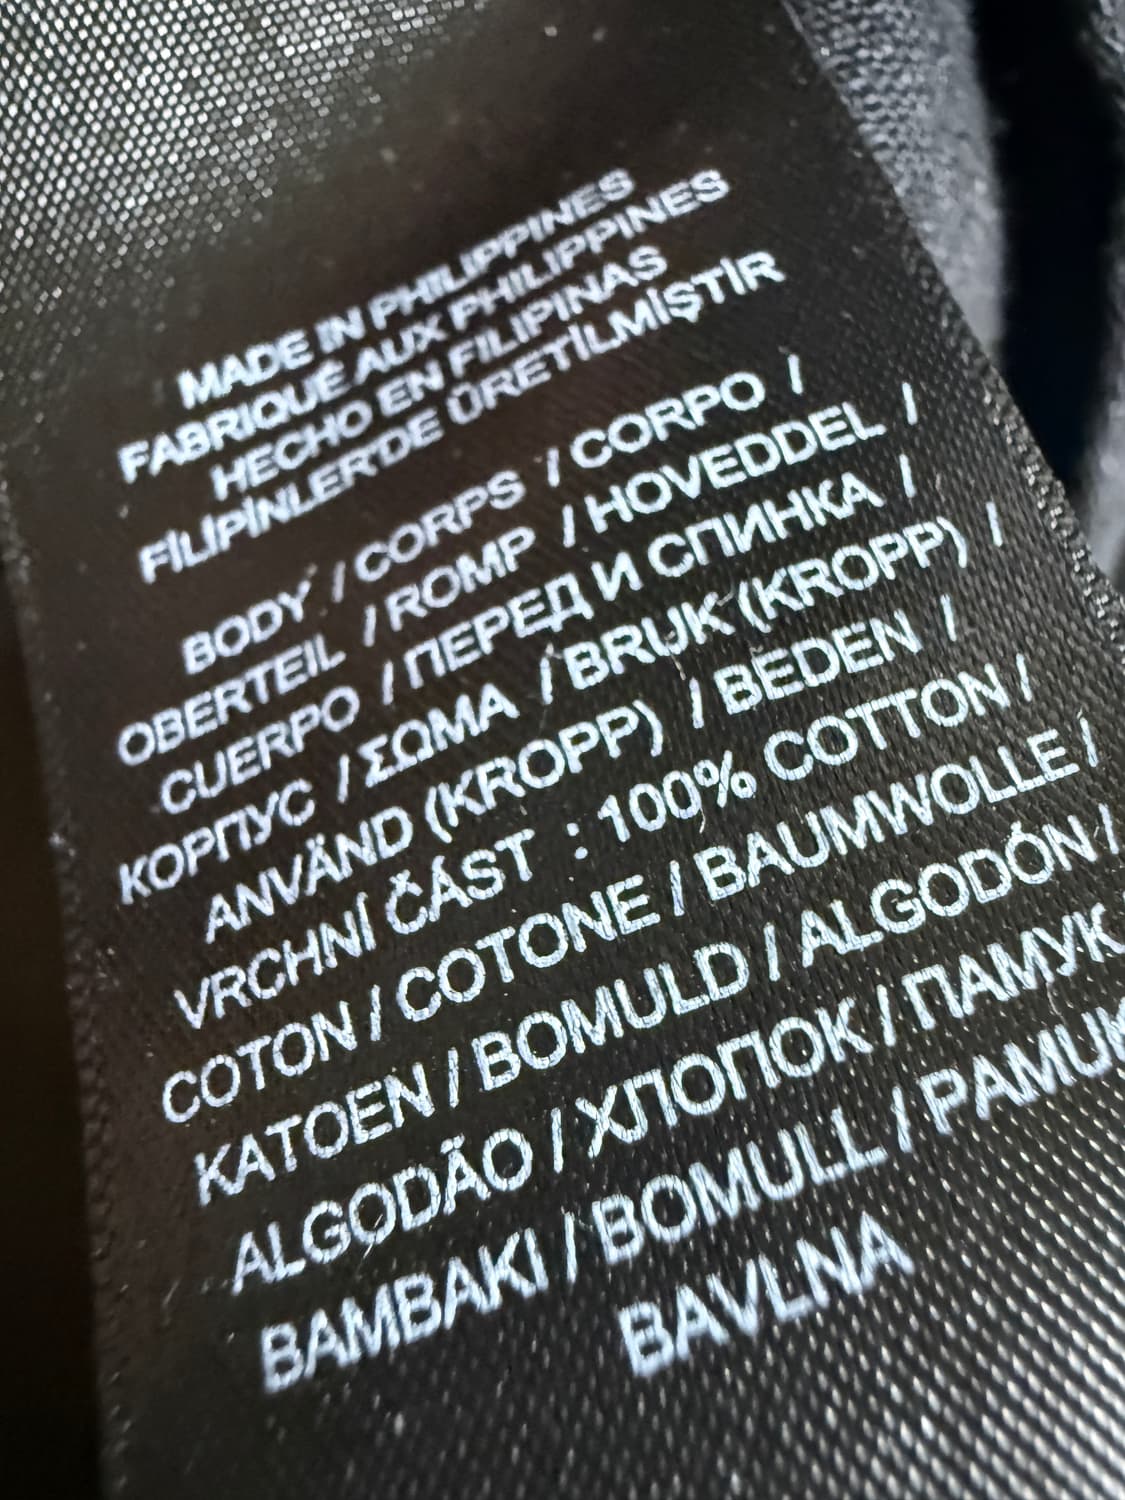 MADE IN PHILIPPINES
FABRIQUÉ AUX PHILIPPINES
HECHO EN FILIPINAS
FİLİPİNLER'DE ÜRETİLMİŞTİR
BODY / CORPS / CORPO /
OBERTEIL / ROMP / HOVEDDEL /
CUERPO / ПЕРЕД И СПИНКА /
КОРПУС / ΣΩΜΑ / BRUK (KROPP) /
ANVÄND (KROPP) / BEDEN /
VRCHNÍ ČÁST : 100% COTTON /
COTON / COTONE / BAUMWOLLE /
KATOEN / BOMULD / ALGODÓN /
ALGODÃO / ХЛОПОК / ПАМУК
BAMBAKI / BOMULL / PAMUK
BAVLNA